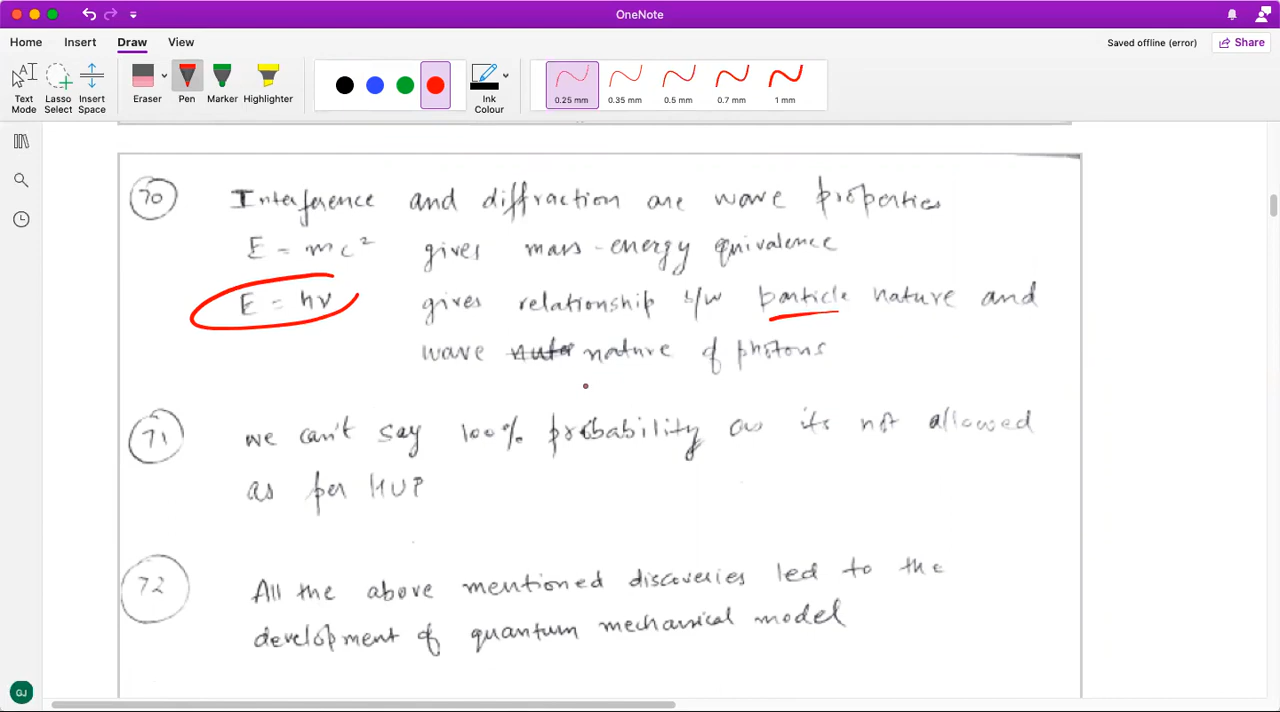 OneNote
Home Insert Draw View
Saved offline (error) Share
Text Mode
Lasso Select
Insert Space
Eraser
Pen
Marker
Highlighter
Ink Colour
0.25 mm 0.35 mm 0.5 mm 0.7 mm 1 mm
70 Interference and diffraction are wave properties
E = mc² gives mass-energy equivalence
E = hν gives relationship b/w particle nature and
wave nature of photons
71 we can't say 100% probability as its not allowed
as per HUP
72 All the above mentioned discoveries led to the
development of quantum mechanical model
GJ